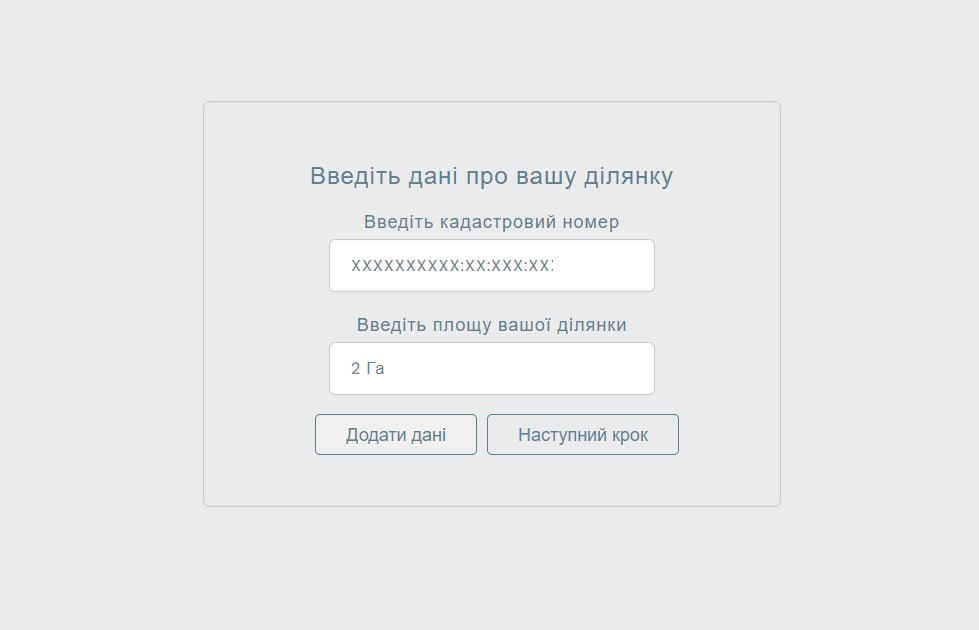 Введіть дані про вашу ділянку
Введіть кадастровий номер
XXXXXXXXXX:XX:XXX:XX
Введіть площу вашої ділянки
2 Га
Додати дані Наступний крок